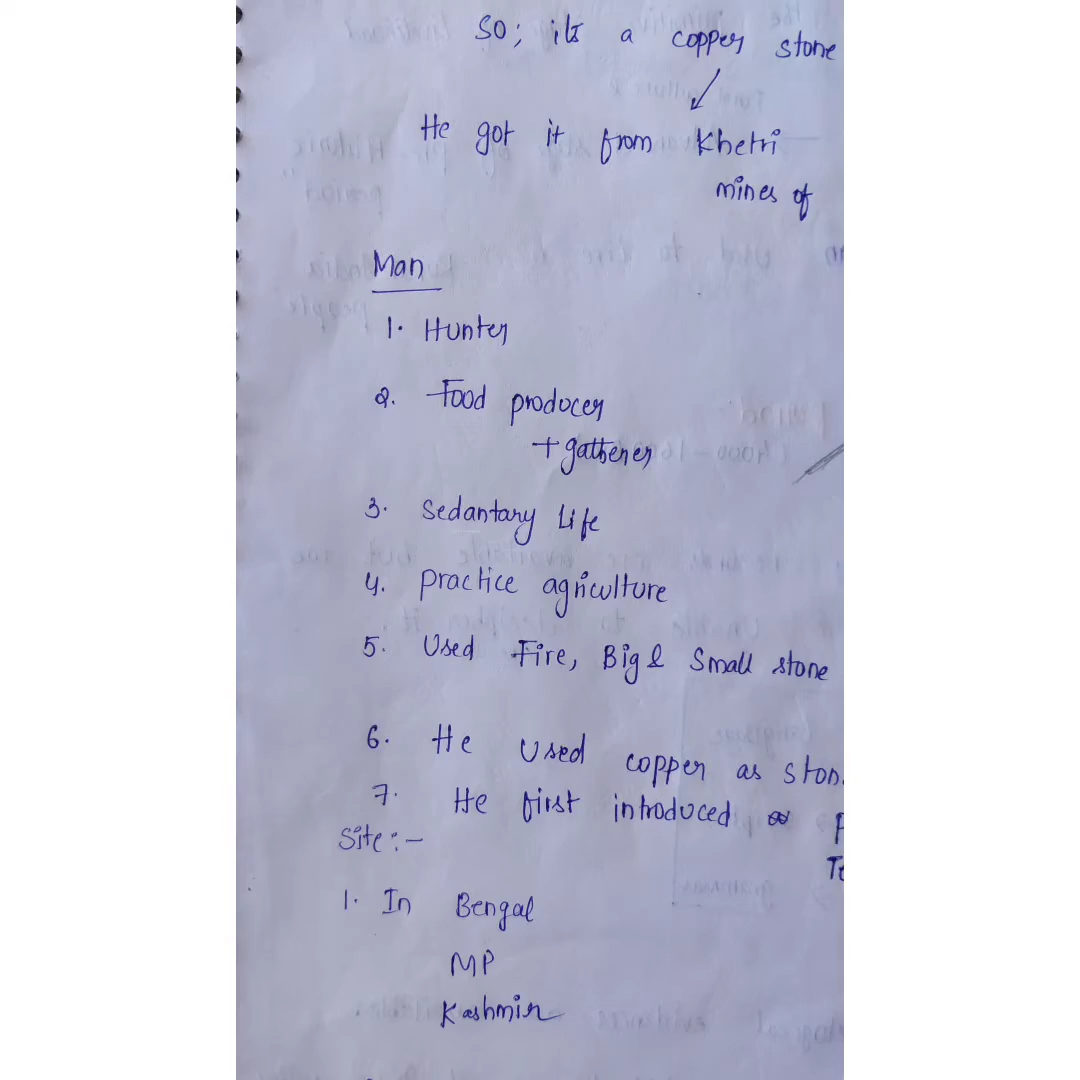 So; its a copper stone
He got it from Khetri
mines of
Man
1. Hunter
2. Food producer
+ gatherer
3. Sedantary Life
4. practice agriculture
5. Used Fire, Big & Small stone
6. He used copper as
7. He first introduced
Site :-
1. In Bengal
MP
Kashmir